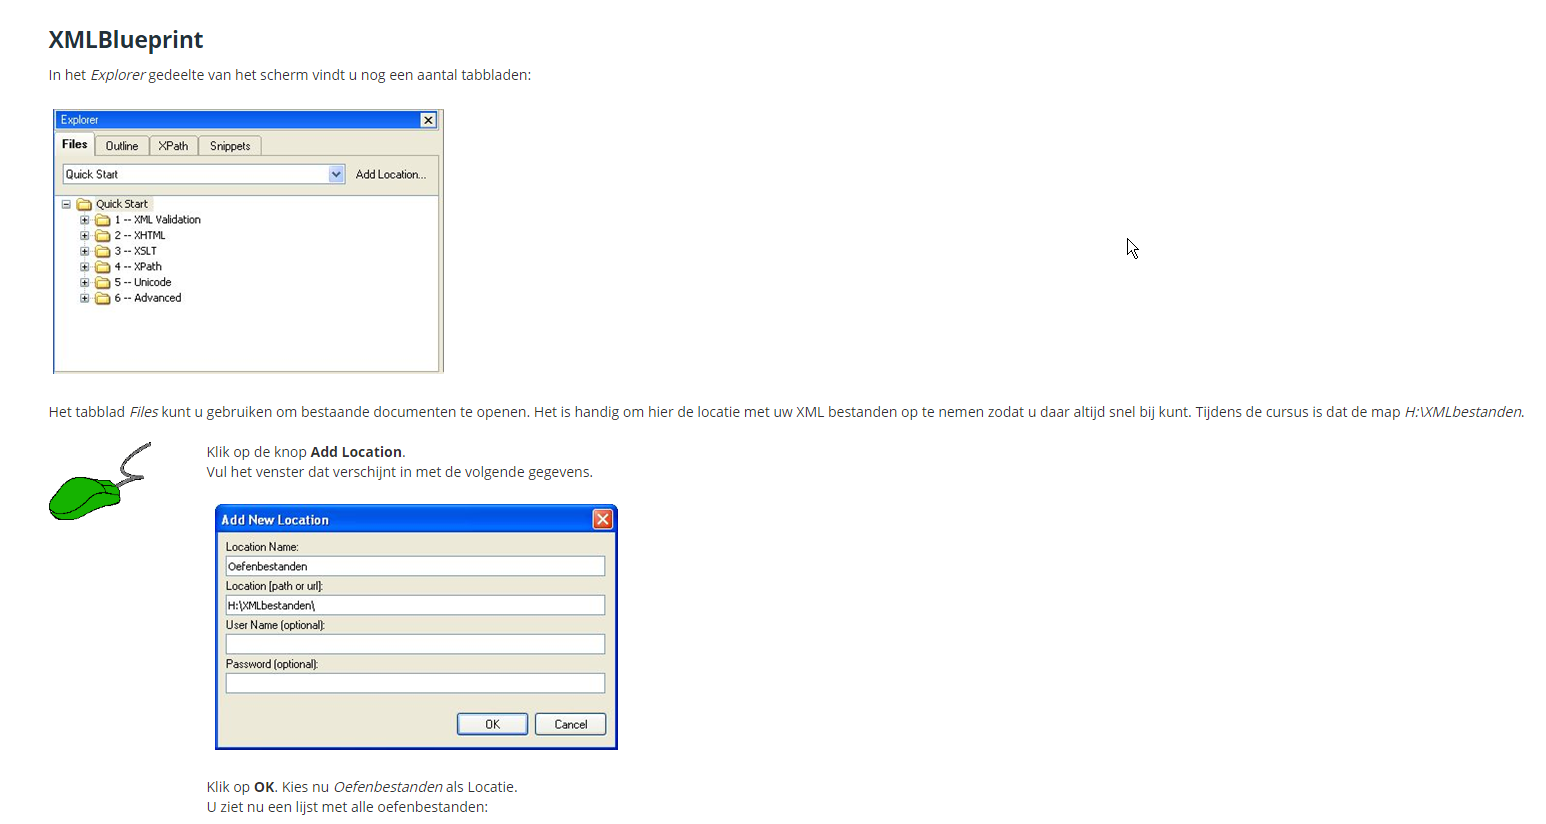 XMLBlueprint
In het Explorer gedeelte van het scherm vindt u nog een aantal tabbladen:
Explorer
Files Outline XPath Snippets
Quick Start Add Location...
Quick Start
1 -- XML Validation
2 -- XHTML
3 -- XSLT
4 -- XPath
5 -- Unicode
6 -- Advanced
Het tabblad Files kunt u gebruiken om bestaande documenten te openen. Het is handig om hier de locatie met uw XML bestanden op te nemen zodat u daar altijd snel bij kunt. Tijdens de cursus is dat de map H:\XMLbestanden.
Klik op de knop Add Location.
Vul het venster dat verschijnt in met de volgende gegevens.
Add New Location
Location Name:
Oefenbestanden
Location [path or url]:
H:\XMLbestanden\
User Name (optional):
Password (optional):
OK Cancel
Klik op OK. Kies nu Oefenbestanden als Locatie.
U ziet nu een lijst met alle oefenbestanden: